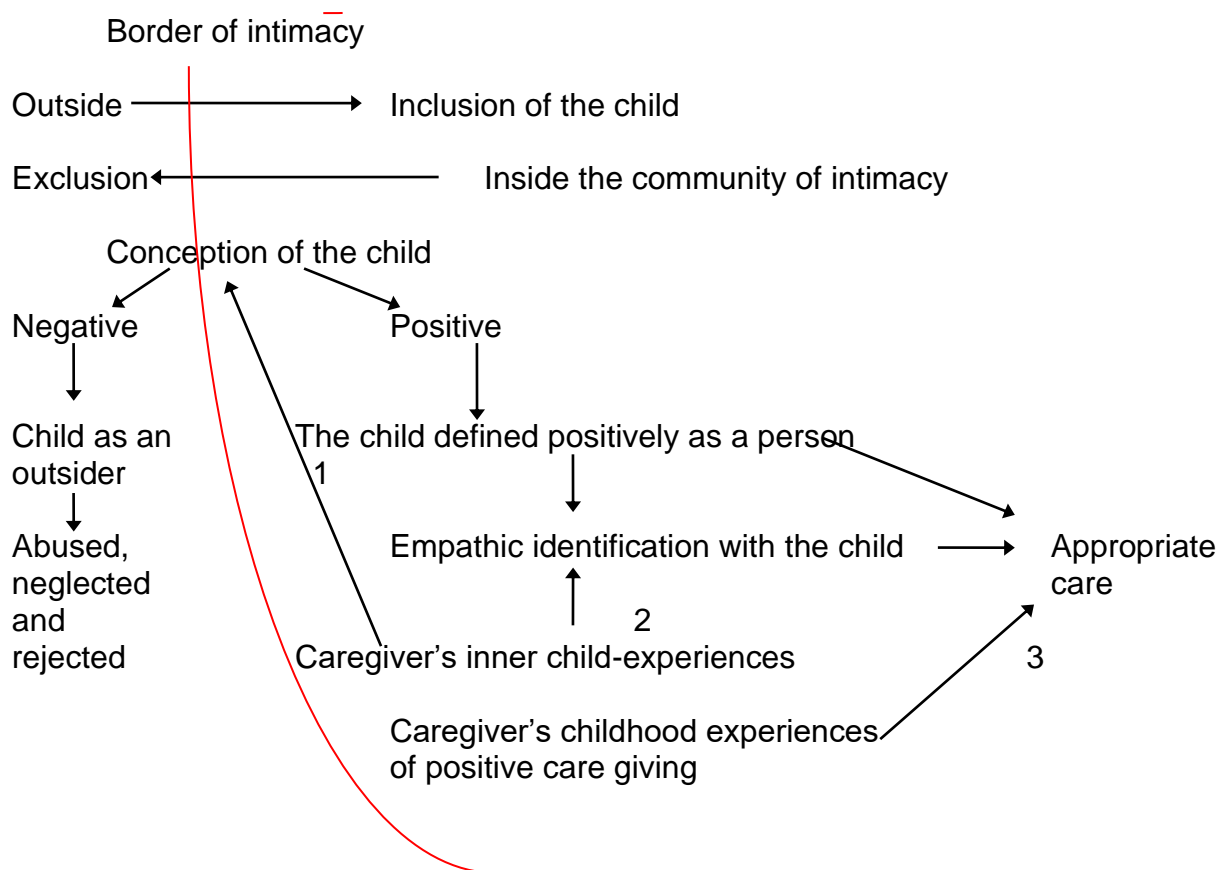 Border of intimacy
Outside Inclusion of the child
Exclusion Inside the community of intimacy
Conception of the child
Negative Positive
Child as an The child defined positively as a person
outsider 1
Abused, Empathic identification with the child Appropriate
neglected care
and 2
rejected Caregiver's inner child-experiences 3
Caregiver's childhood experiences
of positive care giving